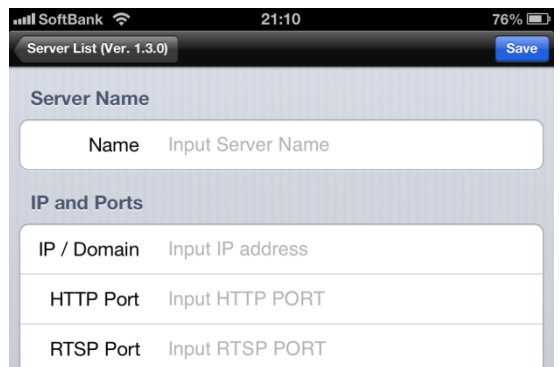 SoftBank 21:10 76%
Server List (Ver. 1.3.0) Save
Server Name
Name Input Server Name
IP and Ports
IP / Domain Input IP address
HTTP Port Input HTTP PORT
RTSP Port Input RTSP PORT